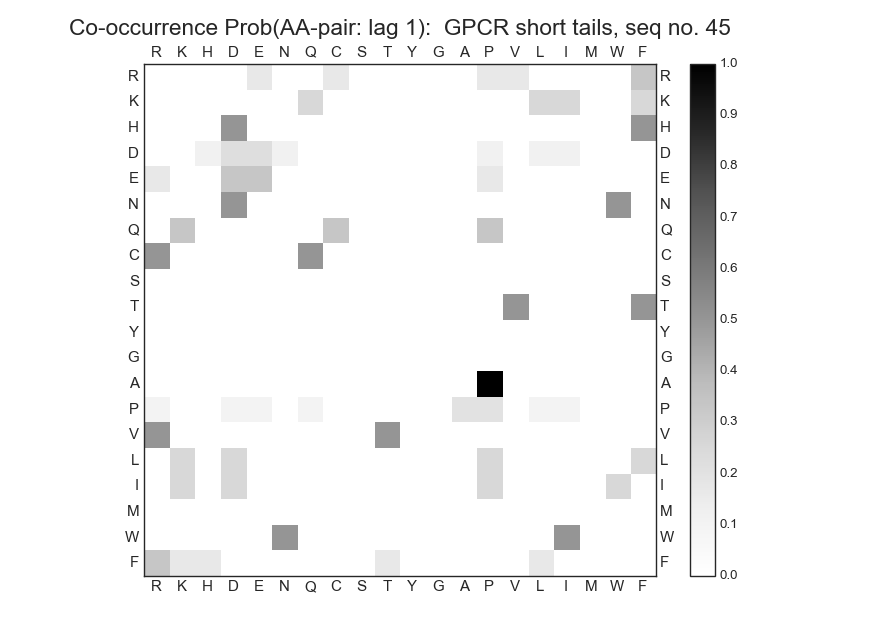 Co-occurrence Prob(AA-pair: lag 1):  GPCR short tails, seq no. 45
R K H D E N Q C S T Y G A P V L I M W F
R R 1.0
K K
0.9
H H
D D 0.8
E E
N N 0.7
Q Q
C C 0.6
S S
T T 0.5
Y Y
G G 0.4
A A
P P 0.3
V V
L L 0.2
I I
M M 0.1
W W
F F
0.0
R K H D E N Q C S T Y G A P V L I M W F